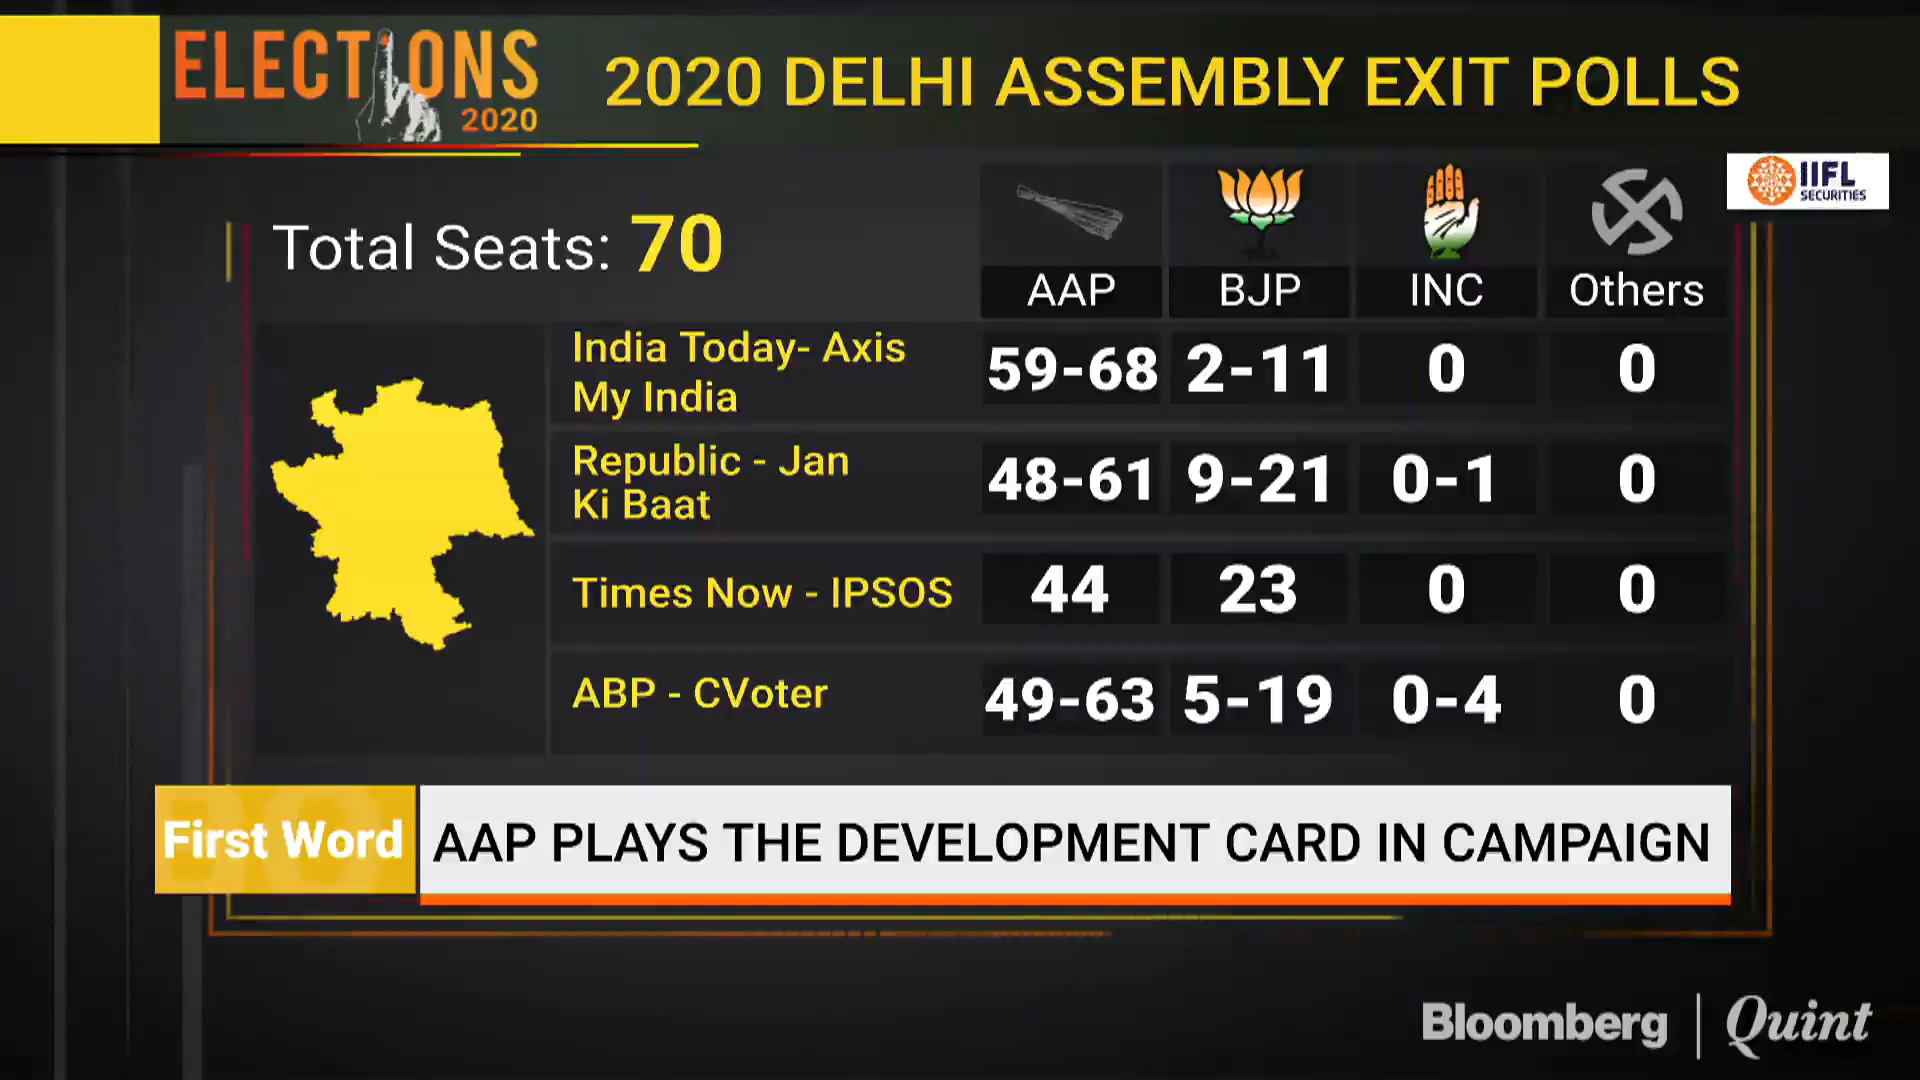 ELECTIONS
2020
2020 DELHI ASSEMBLY EXIT POLLS
IIFL
SECURITIES
Total Seats: 70
AAP BJP INC Others
India Today- Axis
My India
59-68 2-11 0 0
Republic - Jan
Ki Baat
48-61 9-21 0-1 0
Times Now - IPSOS 44 23 0 0
ABP - CVoter 49-63 5-19 0-4 0
First Word AAP PLAYS THE DEVELOPMENT CARD IN CAMPAIGN
Bloomberg | Quint